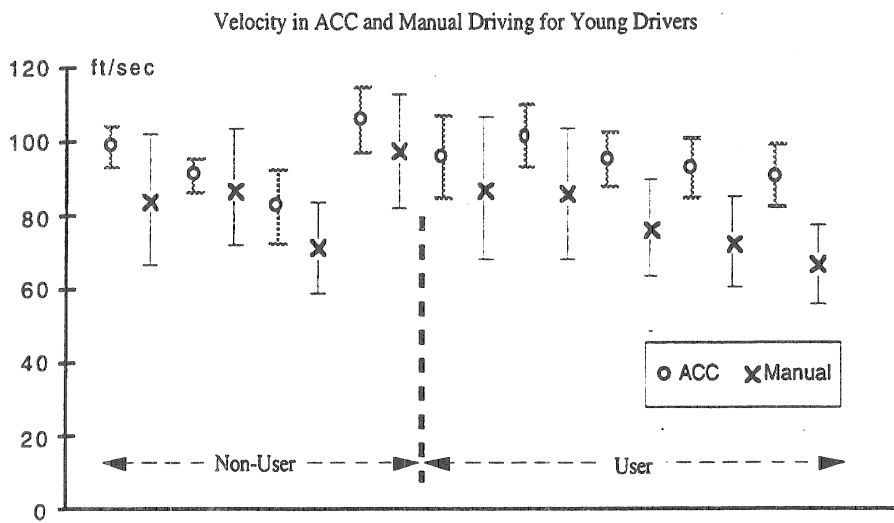 Velocity in ACC and Manual Driving for Young Drivers
120 ft/sec
100
80
60
40
20
0
ACC Manual
Non-User User